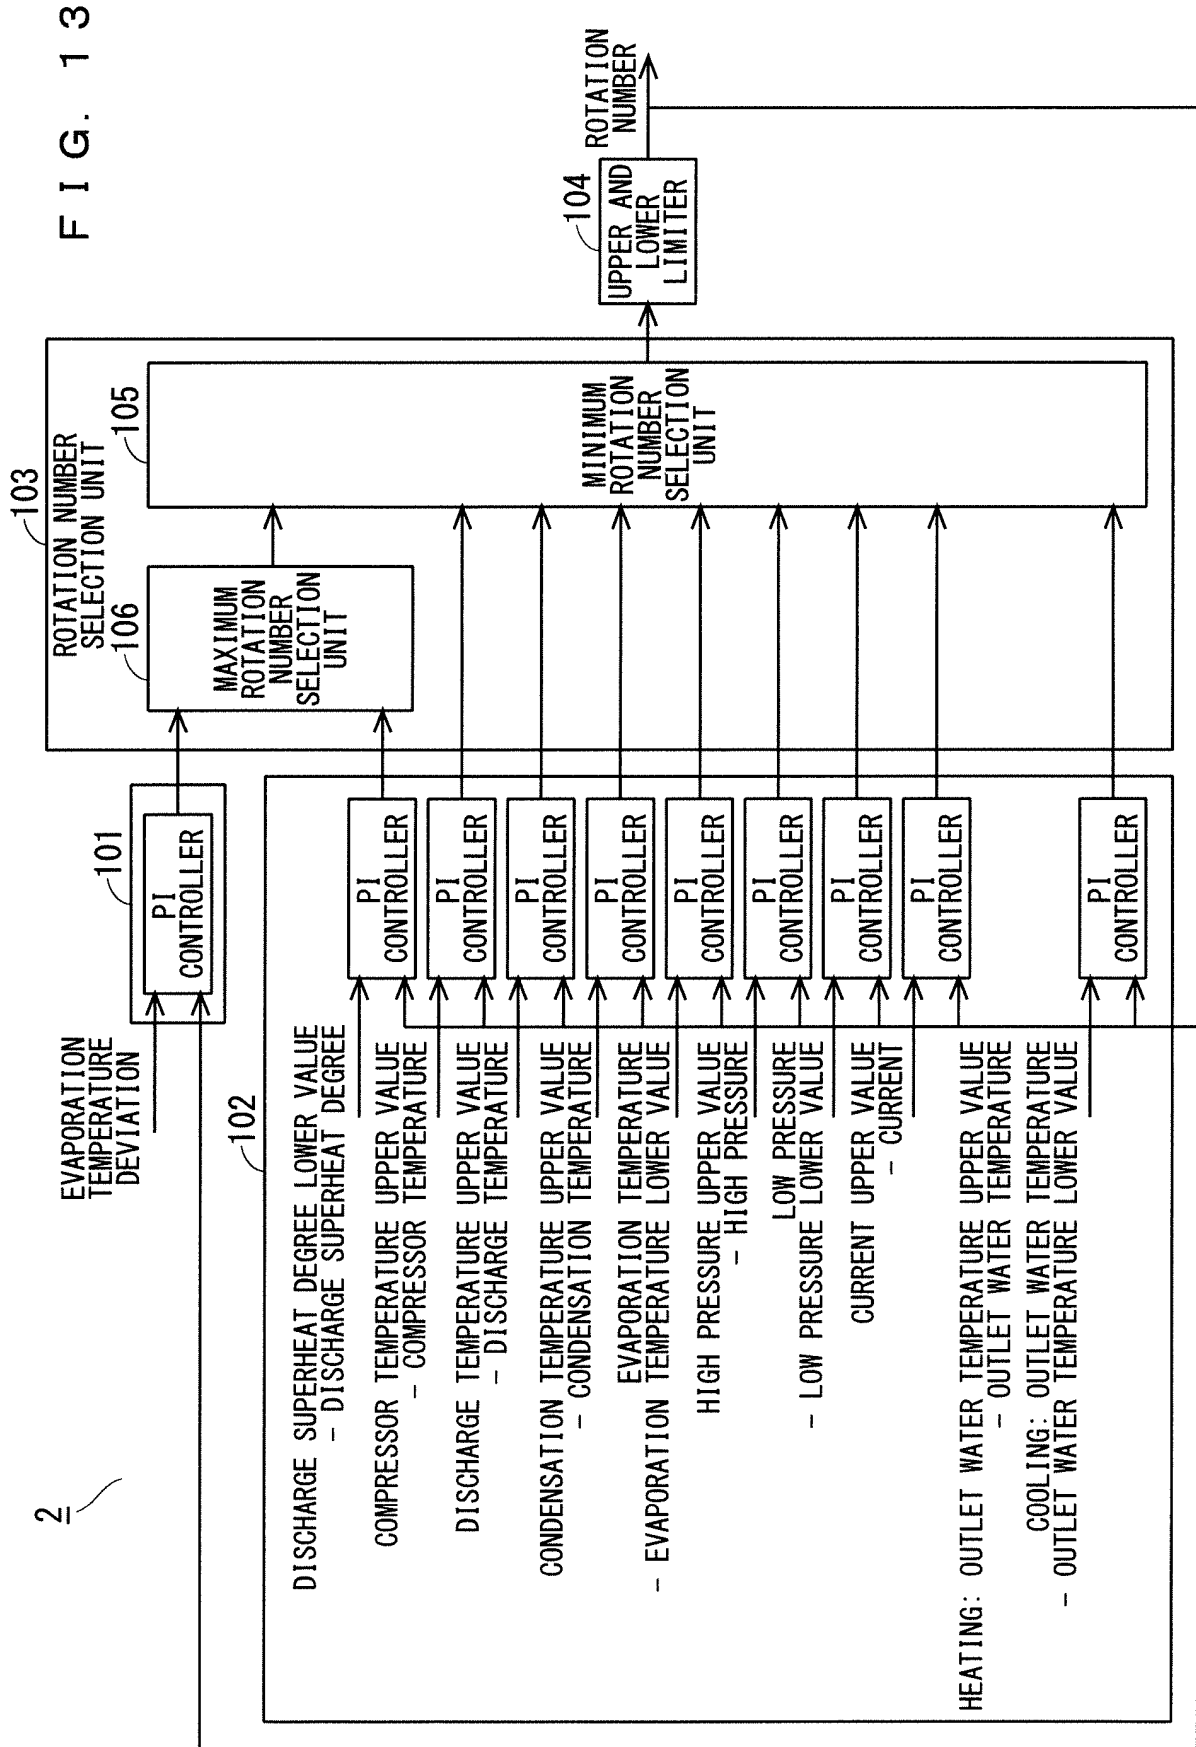 FIG. 13
2
EVAPORATION
TEMPERATURE
DEVIATION
101
PI
CONTROLLER
102
DISCHARGE SUPERHEAT DEGREE LOWER VALUE
- DISCHARGE SUPERHEAT DEGREE
PI
CONTROLLER
COMPRESSOR TEMPERATURE UPPER VALUE
- COMPRESSOR TEMPERATURE
PI
CONTROLLER
DISCHARGE TEMPERATURE UPPER VALUE
- DISCHARGE TEMPERATURE
PI
CONTROLLER
CONDENSATION TEMPERATURE UPPER VALUE
- CONDENSATION TEMPERATURE
PI
CONTROLLER
EVAPORATION TEMPERATURE
- EVAPORATION TEMPERATURE LOWER VALUE
PI
CONTROLLER
HIGH PRESSURE UPPER VALUE
- HIGH PRESSURE
PI
CONTROLLER
LOW PRESSURE
- LOW PRESSURE LOWER VALUE
PI
CONTROLLER
CURRENT UPPER VALUE
- CURRENT
PI
CONTROLLER
HEATING: OUTLET WATER TEMPERATURE UPPER VALUE
- OUTLET WATER TEMPERATURE
COOLING: OUTLET WATER TEMPERATURE
- OUTLET WATER TEMPERATURE LOWER VALUE
PI
CONTROLLER
103
ROTATION NUMBER
SELECTION UNIT
106
MAXIMUM
ROTATION
NUMBER
SELECTION
UNIT
105
MINIMUM
ROTATION
NUMBER
SELECTION
UNIT
104
UPPER AND
LOWER
LIMITER
ROTATION
NUMBER